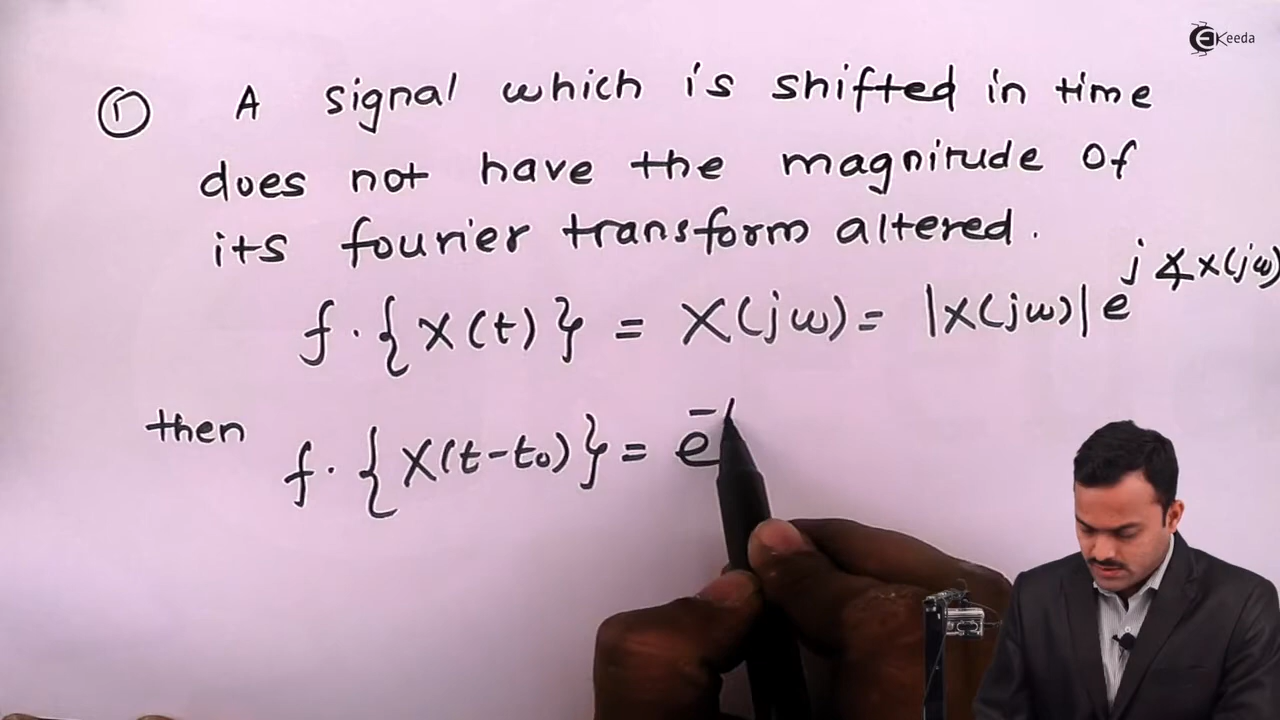 Keeda
① A signal which is shifted in time
does not have the magnitude of
its fourier transform altered.
f.{x(t)} = X(jω) = |X(jω)| e^{j∡X(jω)}
then f.{x(t-t₀)} = e^-